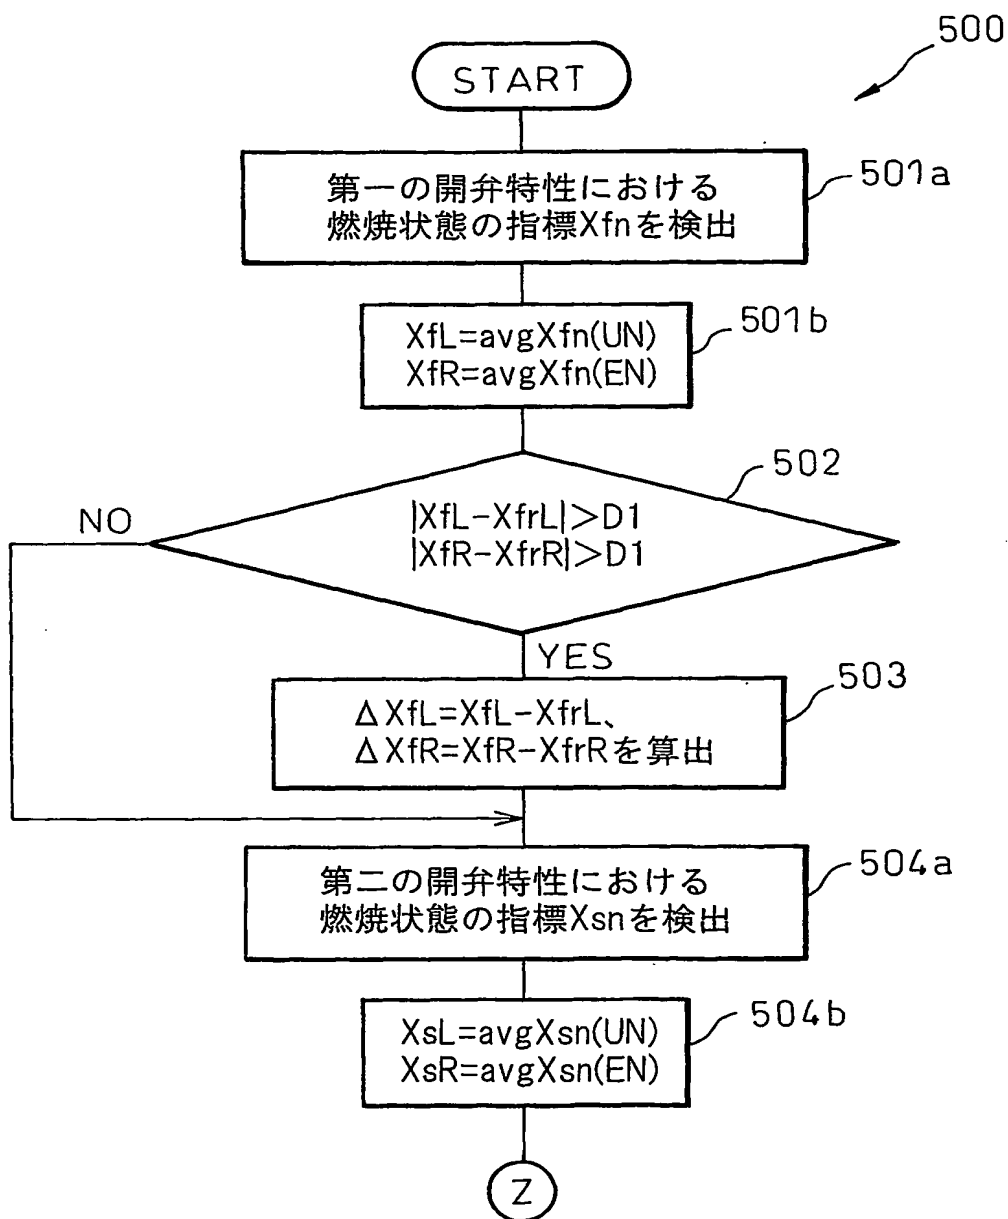 500
START
501a
第一の開弁特性における
燃焼状態の指標Xfnを検出
501b
XfL=avgXfn(UN)
XfR=avgXfn(EN)
502
NO
|XfL-XfrL|>D1
|XfR-XfrR|>D1
YES
503
ΔXfL=XfL-XfrL、
ΔXfR=XfR-XfrRを算出
504a
第二の開弁特性における
燃焼状態の指標Xsnを検出
504b
XsL=avgXsn(UN)
XsR=avgXsn(EN)
Z